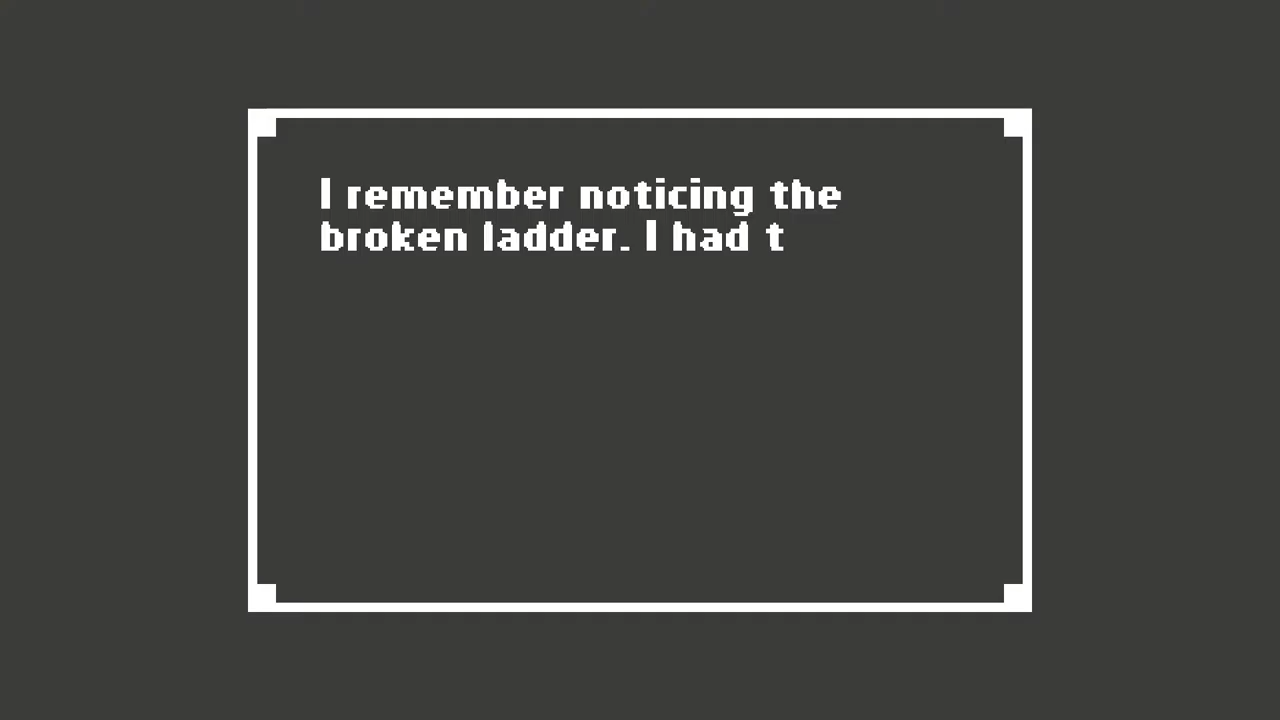 I remember noticing the
broken ladder. I had t